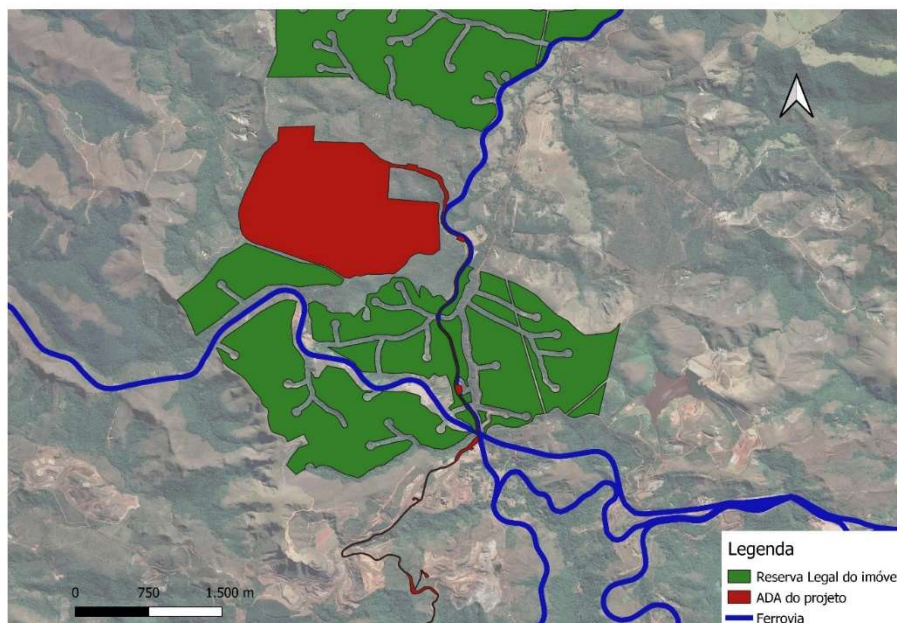 0 750 1.500 m
Legenda
Reserva Legal do imóve
ADA do projeto
Ferrovia